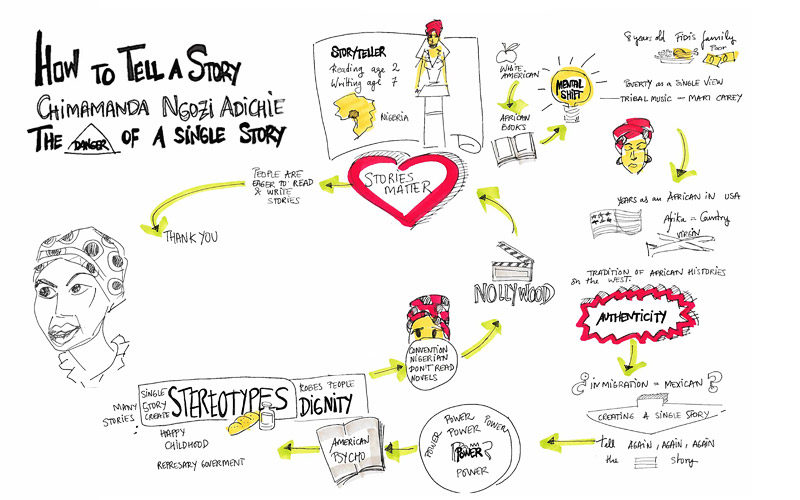 HOW TO TELL A STORY
CHIMAMANDA NGOZI ADICHIE
THE DANGER OF A SINGLE STORY
STORYTELLER
Reading age 2
Writting age 7
NIGERIA
WHITE
AMERICAN
AFRICAN
BOOKS
MENTAL
SHIFT
8 years old Fidi's family
Poor
POVERTY as a SINGLE VIEW
TRIBAL MUSIC — MARI CAREY
YEARS as an AFRICAN IN USA
Afrika = Country
VIRGIN
TRADITION OF AFRICAN HISTORIES
in the WEST.
AUTHENTICITY
? IMMIGRATION = MEXICAN ?
CREATING A SINGLE STORY
tell AGAIN, AGAIN, AGAIN
the story
POWER
POWER
POWER
POWER
POWER
POWER
AMERICAN
PSYCHO
MANY
STORIES
SINGLE
STORY
CREATE
STEREOTYPES
ROBES PEOPLE
DIGNITY
HAPPY
CHILDHOOD
REPRESARY GOVERMENT
CONVENTION
NIGERIAN
DON'T READ
NOVELS
NOLLYWOOD
STORIES
MATTER
PEOPLE ARE
EAGER TO READ
& WRITE
STORIES
THANK YOU